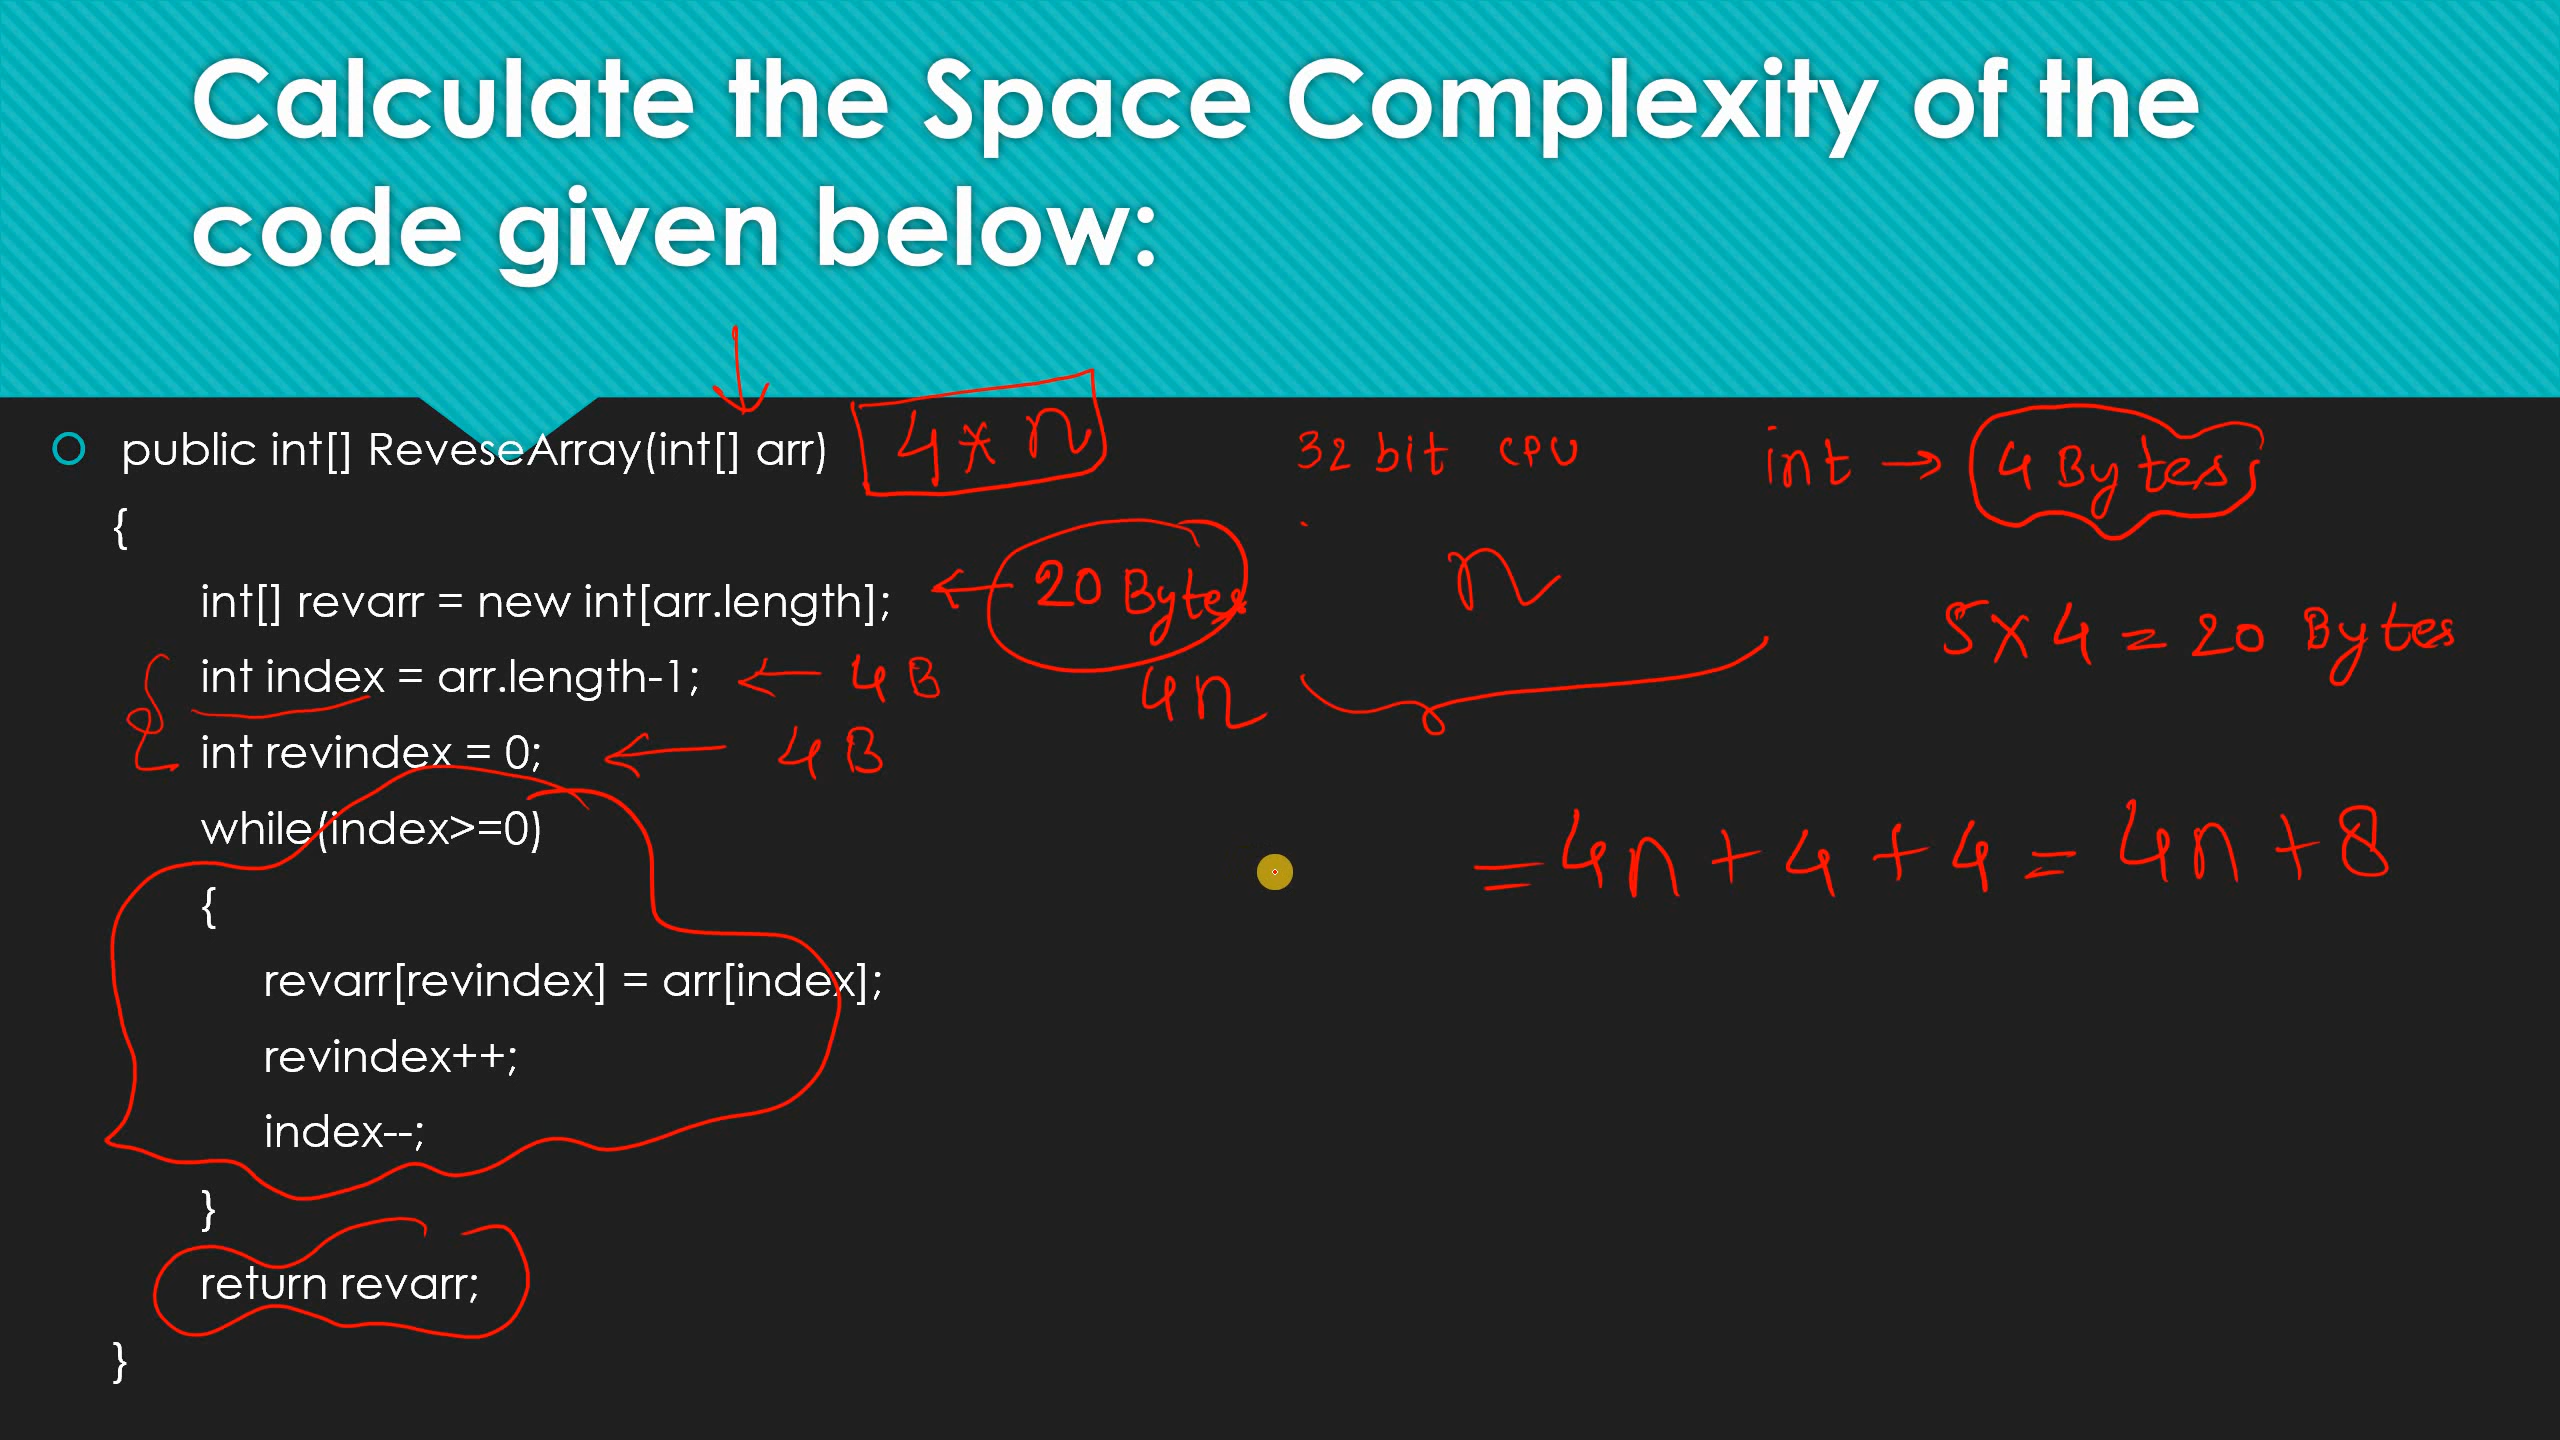 Calculate the Space Complexity of the
code given below:
public int[] ReveseArray(int[] arr) 4 * n 32 bit CPU int → 4 Bytes
{
int[] revarr = new int[arr.length]; ← 20 Bytes n
5 X 4 = 20 Bytes
int index = arr.length-1; ← 4 B 4n
int revindex = 0; ← 4 B
while(index>=0) = 4n + 4 + 4 = 4n + 8
{
revarr[revindex] = arr[index];
revindex++;
index--;
}
return revarr;
}